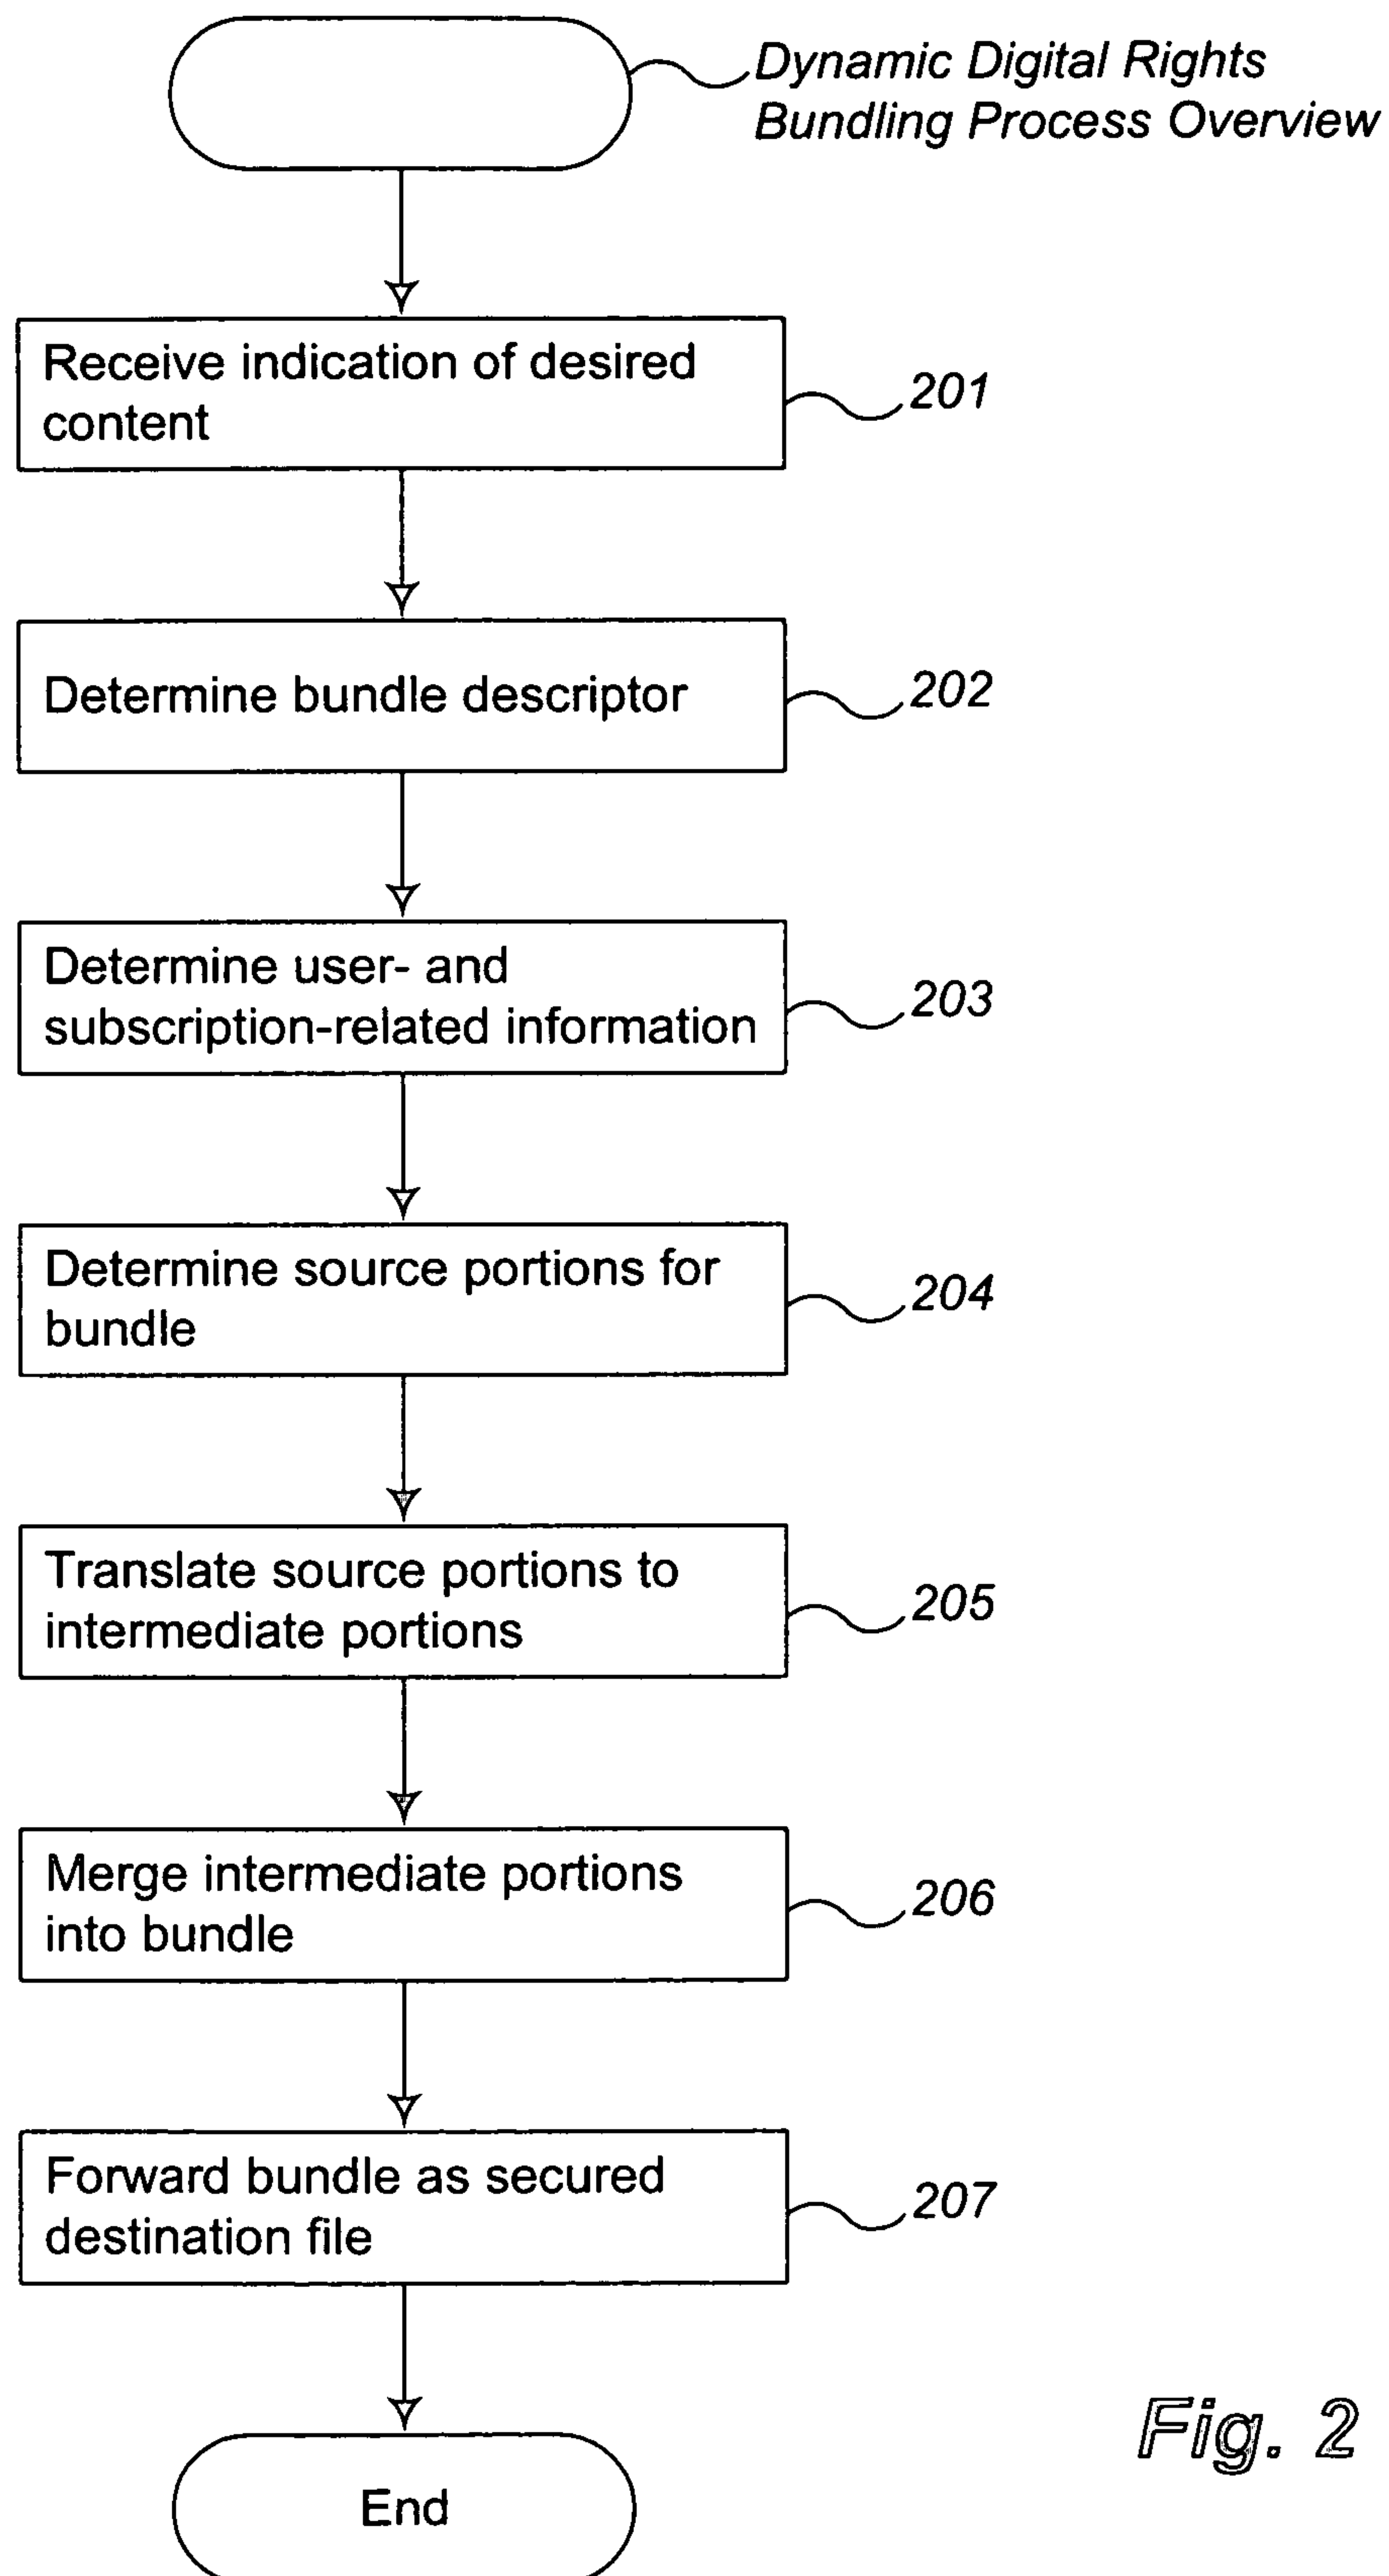 Dynamic Digital Rights
Bundling Process Overview
Receive indication of desired
content
201
Determine bundle descriptor
202
Determine user- and
subscription-related information
203
Determine source portions for
bundle
204
Translate source portions to
intermediate portions
205
Merge intermediate portions
into bundle
206
Forward bundle as secured
destination file
207
End
Fig. 2